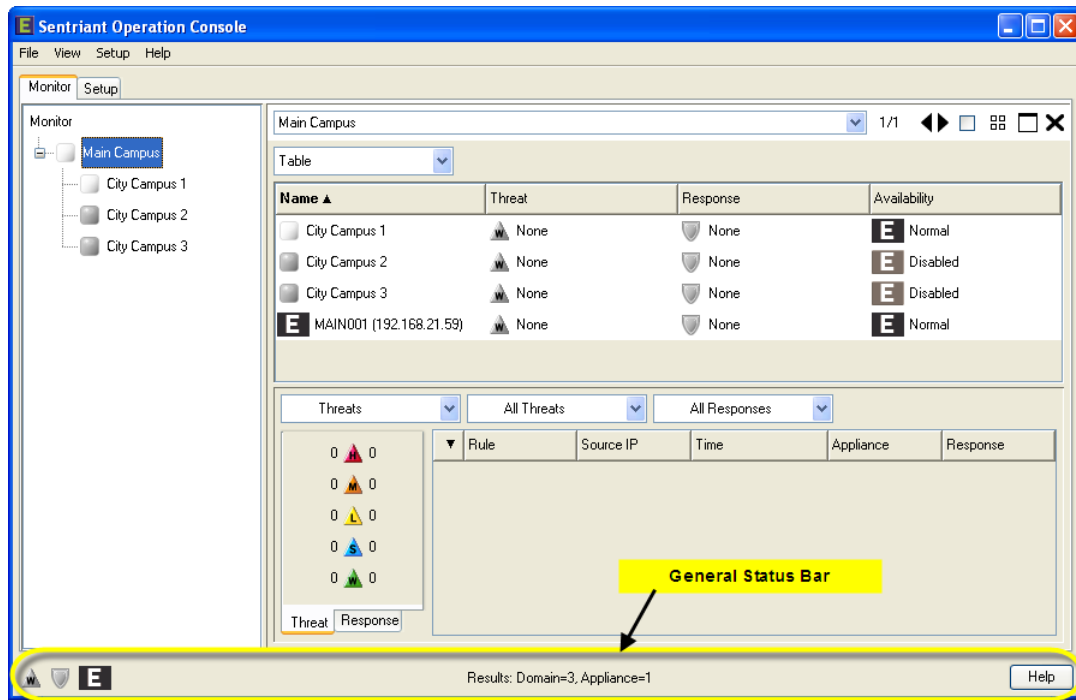 E Sentriant Operation Console
File View Setup Help
Monitor Setup
Monitor
Main Campus
City Campus 1
City Campus 2
City Campus 3
Main Campus 1/1
Table
Name Threat Response Availability
City Campus 1 W None None E Normal
City Campus 2 W None None E Disabled
City Campus 3 W None None E Disabled
E MAIN001 (192.168.21.59) W None None E Normal
Threats All Threats All Responses
Rule Source IP Time Appliance Response
0 H 0
0 M 0
0 L 0
0 S 0
0 W 0
Threat Response
General Status Bar
W E Results: Domain=3, Appliance=1 Help